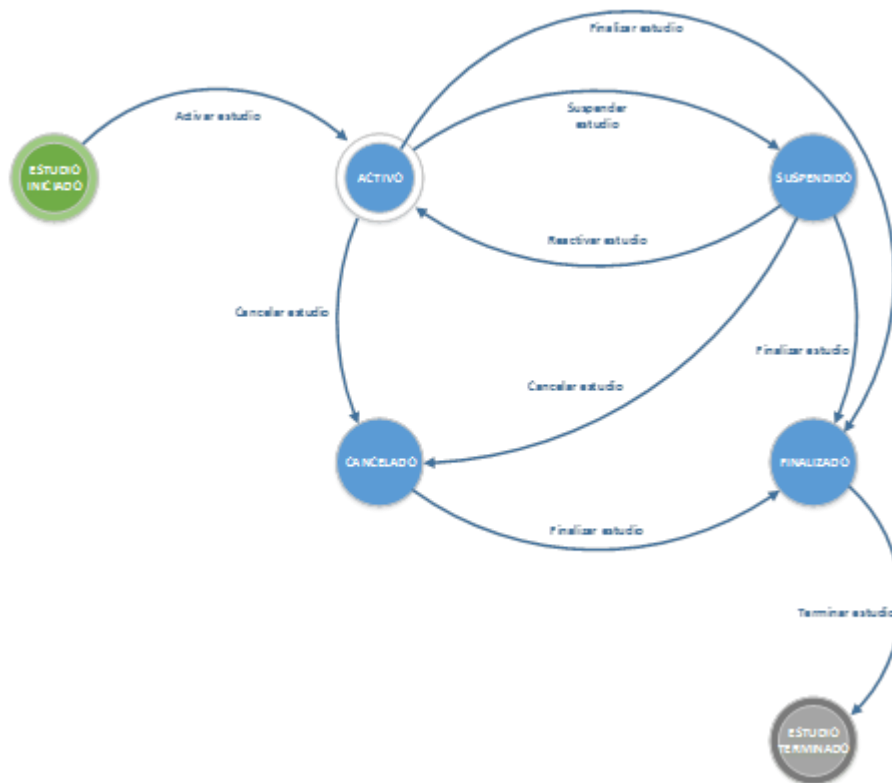 Finalizar estudio
Activar estudio
Suspender
estudio
ESTUDIO
INICIADO
ACTIVO
SUSPENDIDO
Reactivar estudio
Cancelar estudio
Finalizar estudio
Cancelar estudio
CANCELADO
FINALIZADO
Finalizar estudio
Terminar estudio
ESTUDIO
TERMINADO